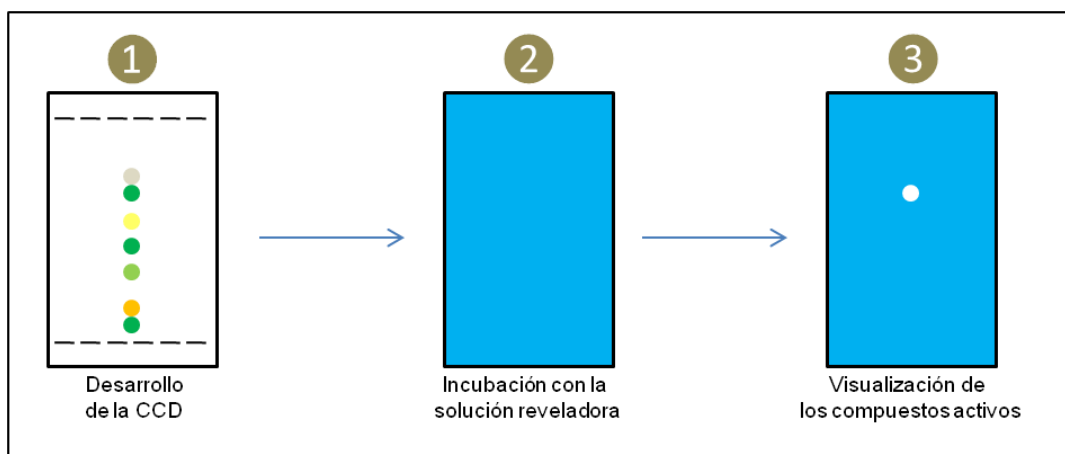 1
2
3
Desarrollo
de la CCD
Incubación con la
solución reveladora
Visualización de
los compuestos activos